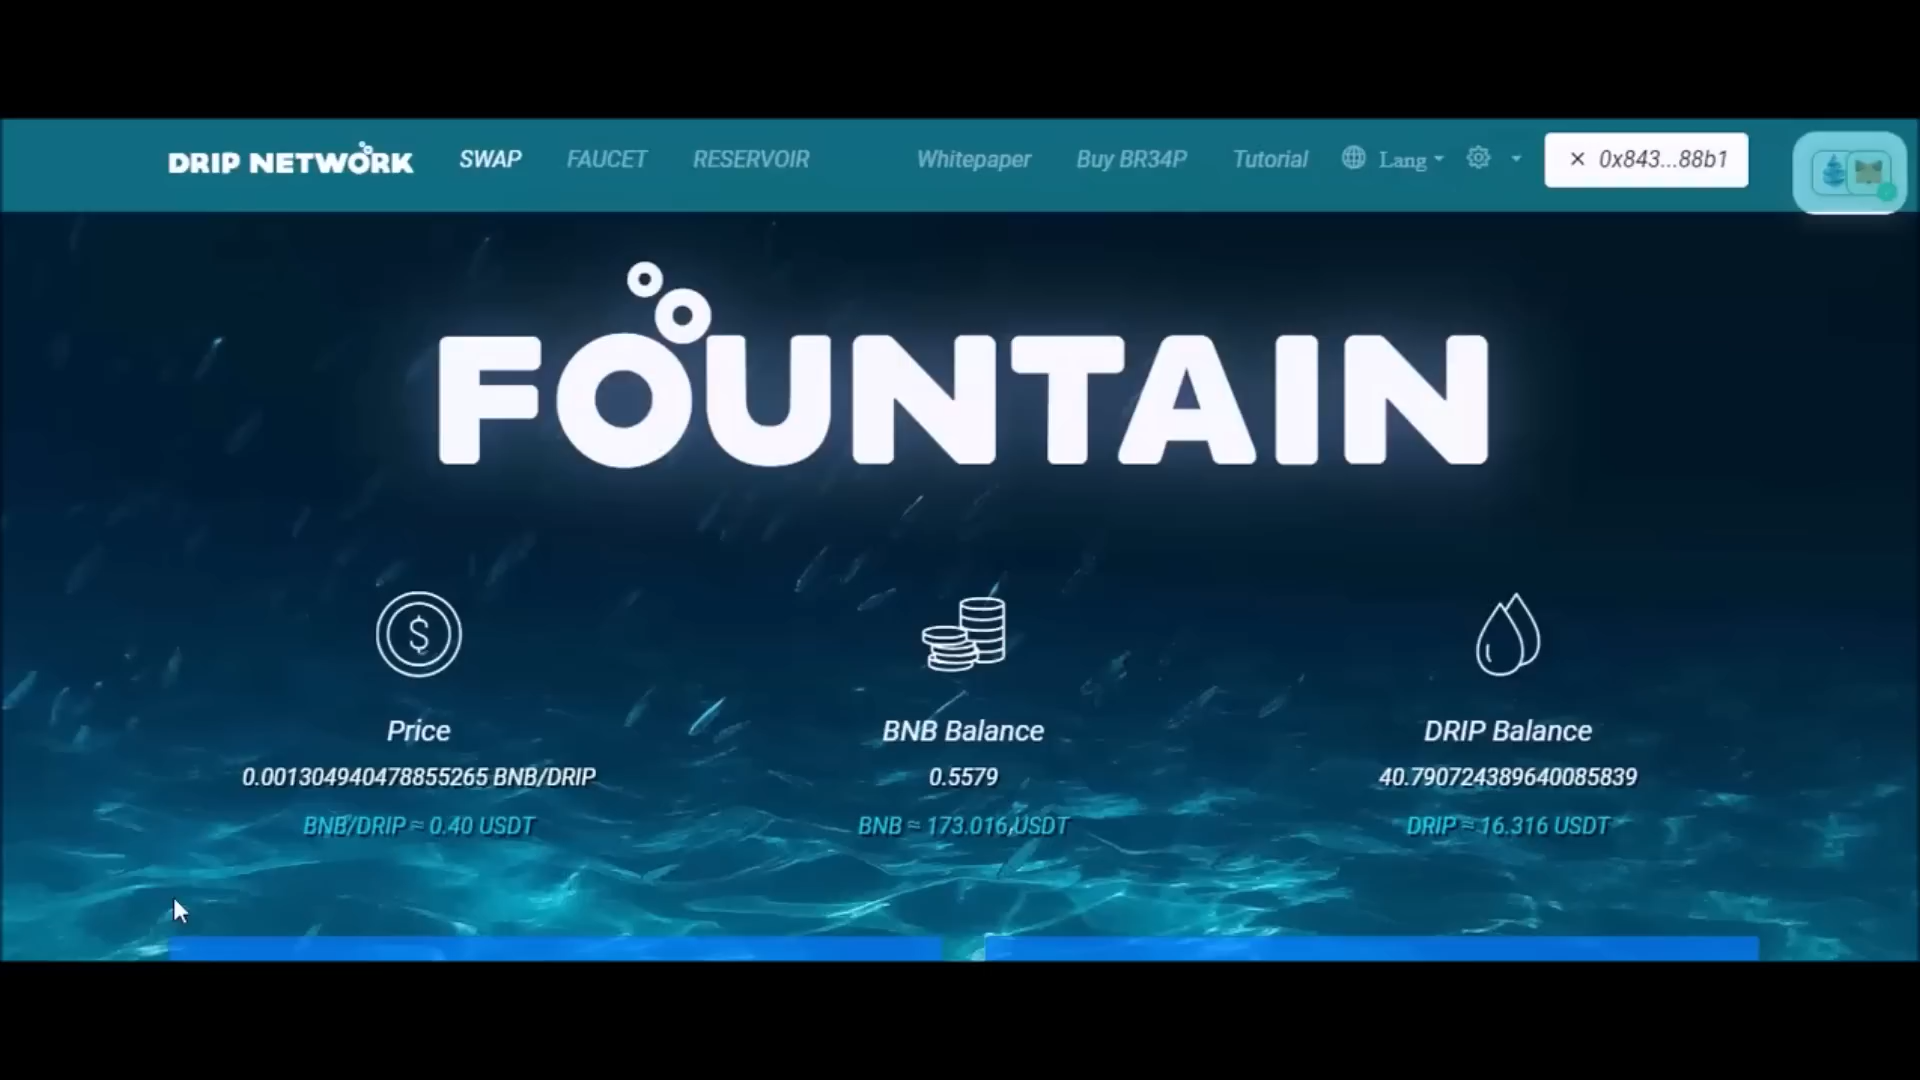 DRIP NETWORK SWAP FAUCET RESERVOIR Whitepaper Buy BR34P Tutorial Lang × 0x843...88b1
FOUNTAIN
$
Price BNB Balance DRIP Balance
0.001304940478855265 BNB/DRIP 0.5579 40.790724389640085839
BNB/DRIP ≈ 0.40 USDT BNB ≈ 173.016 USDT DRIP ≈ 16.316 USDT